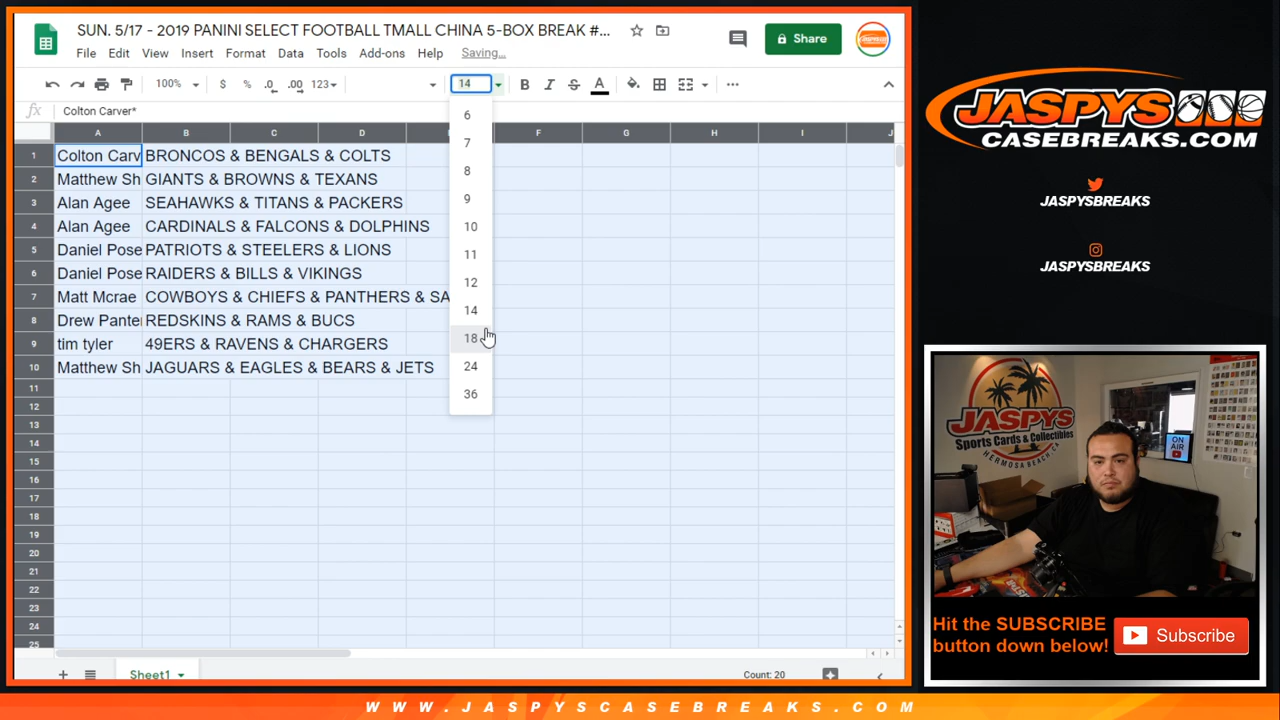 SUN. 5/17 - 2019 PANINI SELECT FOOTBALL TMALL CHINA 5-BOX BREAK #...
Share
File Edit View Insert Format Data Tools Add-ons Help Saving...
100% $ % .0 .00 123 14 B I S A
fx Colton Carver*
A B C D F G H I
1 Colton Carv BRONCOS & BENGALS & COLTS
2 Matthew Sh GIANTS & BROWNS & TEXANS
3 Alan Agee SEAHAWKS & TITANS & PACKERS
4 Alan Agee CARDINALS & FALCONS & DOLPHINS
5 Daniel Pose PATRIOTS & STEELERS & LIONS
6 Daniel Pose RAIDERS & BILLS & VIKINGS
7 Matt Mcrae COWBOYS & CHIEFS & PANTHERS & SA
8 Drew Panter REDSKINS & RAMS & BUCS
9 tim tyler 49ERS & RAVENS & CHARGERS
10 Matthew Sh JAGUARS & EAGLES & BEARS & JETS
11
12
13
14
15
16
17
18
19
20
21
22
23
24
25
6
7
8
9
10
11
12
14
18
24
36
Sheet1
Count: 20
JASPYS
CASEBREAKS.COM
JASPYSBREAKS
JASPYSBREAKS
JASPYS
Sports Cards & Collectibles
HERMOSA BEACH, CA
ON
AIR
Hit the SUBSCRIBE
button down below!
Subscribe
WWW.JASPYSCASEBREAKS.COM